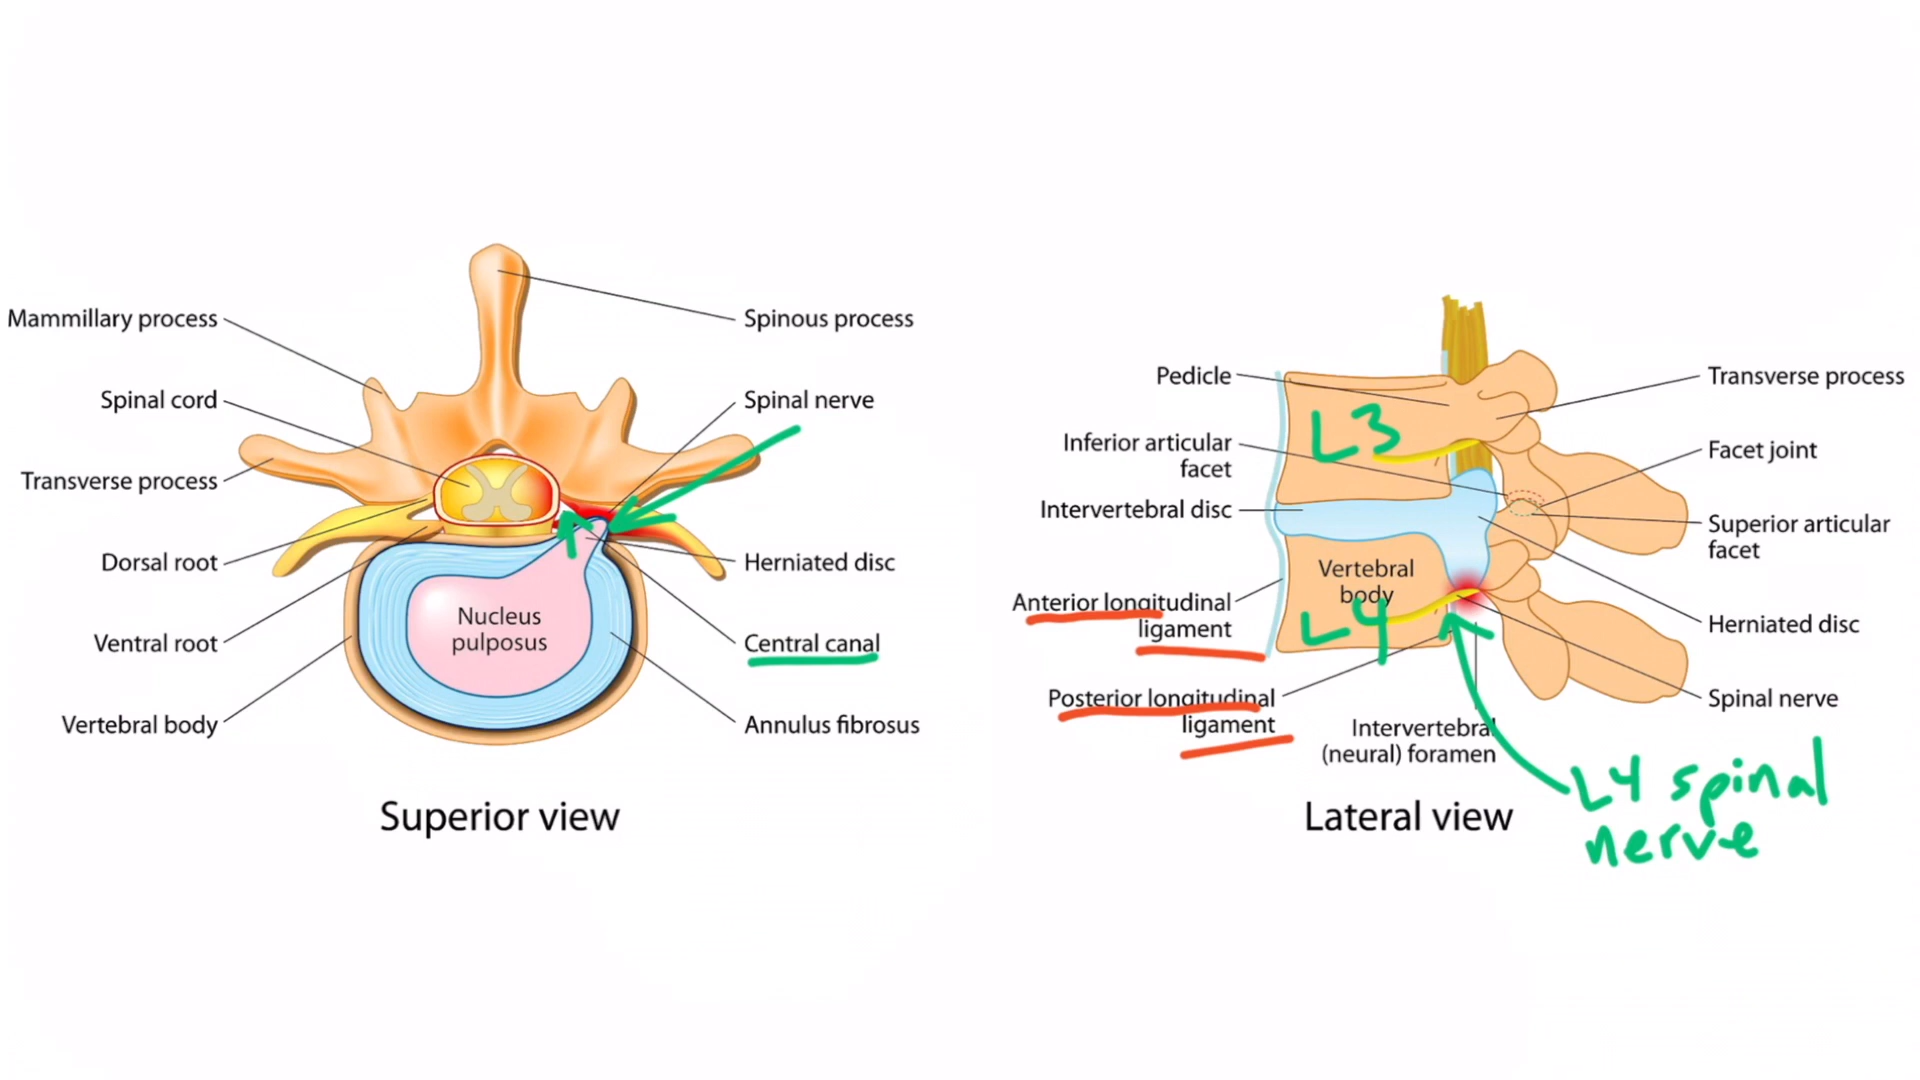 Mammillary process
Spinal cord
Transverse process
Dorsal root
Ventral root
Vertebral body
Spinous process
Spinal nerve
Herniated disc
Central canal
Annulus fibrosus
Nucleus
pulposus
Superior view
Pedicle
Inferior articular
facet
Intervertebral disc
Anterior longitudinal
ligament
Posterior longitudinal
ligament
Intervertebral
(neural) foramen
L3
Vertebral
body
L4
Transverse process
Facet joint
Superior articular
facet
Herniated disc
Spinal nerve
L4 spinal
nerve
Lateral view